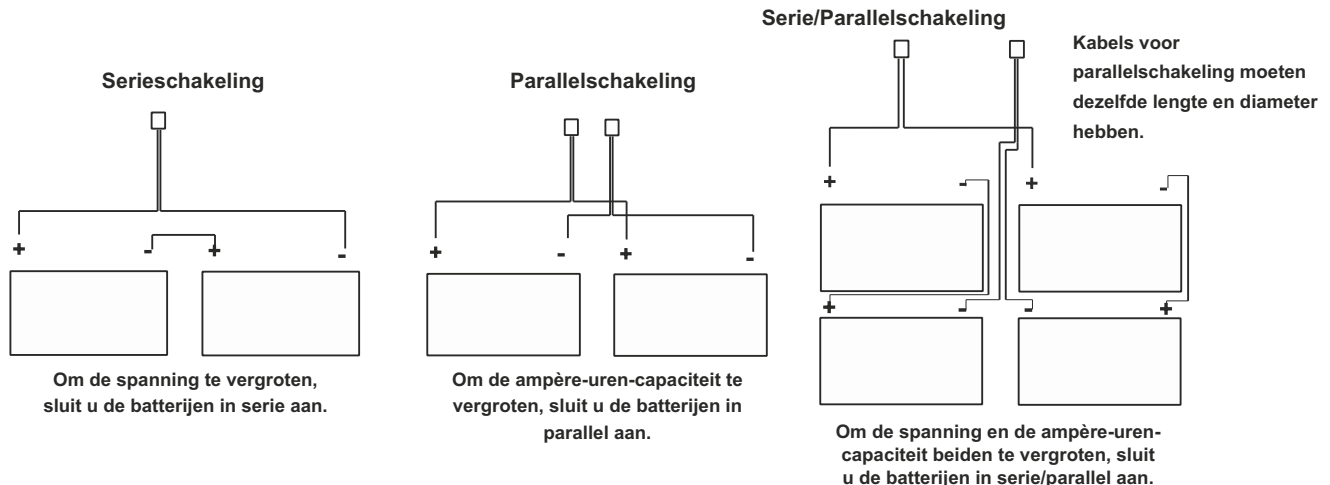 Serieschakeling
+
-
+
-
Om de spanning te vergroten,
sluit u de batterijen in serie aan.
Parallelschakeling
+
-
+
-
Om de ampère-uren-capaciteit te
vergroten, sluit u de batterijen in
parallel aan.
Serie/Parallelschakeling
Kabels voor
parallelschakeling moeten
dezelfde lengte en diameter
hebben.
+
-
+
-
+
-
-
+
Om de spanning en de ampère-uren-
capaciteit beiden te vergroten, sluit
u de batterijen in serie/parallel aan.